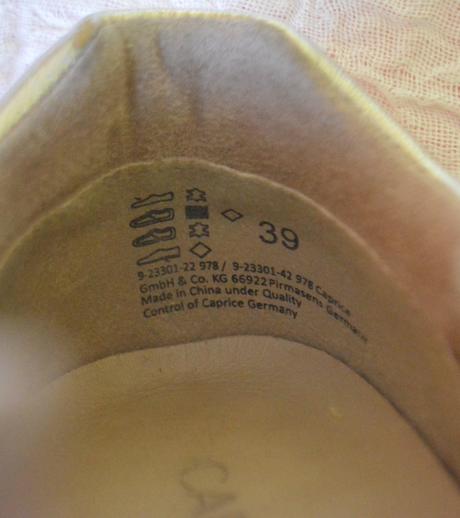 39
9-23301-22 978 / 9-23301-42 978 Caprice
GmbH & Co. KG 66922 Pirmasens Germany
Made in China under Quality
Control of Caprice Germany
CA